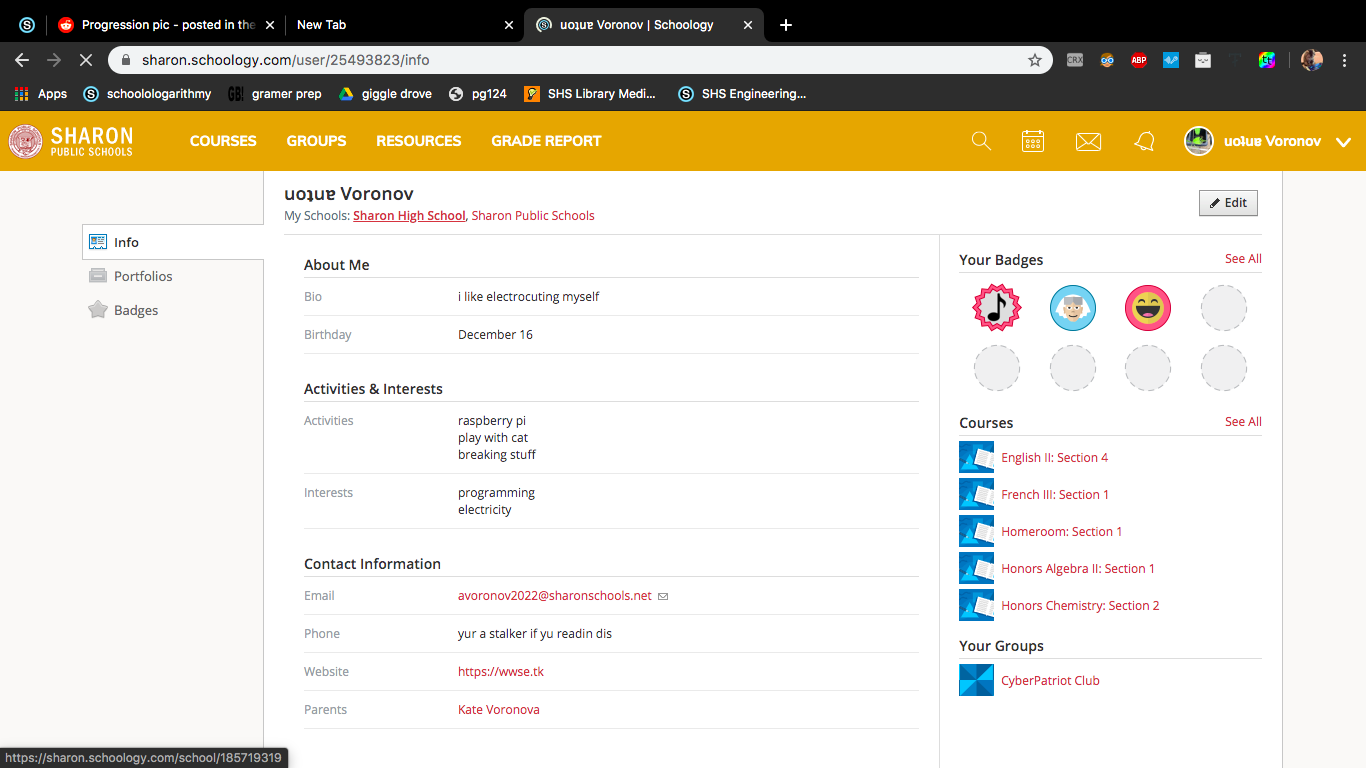 Progression pic - posted in the
New Tab
uoʇuɐ Voronov | Schoology
sharon.schoology.com/user/25493823/info
CRX
ABP
Apps
schoolologarithmy
GB!
gramer prep
giggle drove
pg124
SHS Library Medi...
SHS Engineering...
SHARON
PUBLIC SCHOOLS
COURSES
GROUPS
RESOURCES
GRADE REPORT
uoʇuɐ Voronov
uoʇuɐ Voronov
My Schools: Sharon High School, Sharon Public Schools
Edit
Info
Portfolios
Badges
About Me
Bio
i like electrocuting myself
Birthday
December 16
Activities & Interests
Activities
raspberry pi
play with cat
breaking stuff
Interests
programming
electricity
Contact Information
Email
avoronov2022@sharonschools.net
Phone
yur a stalker if yu readin dis
Website
https://wwse.tk
Parents
Kate Voronova
Your Badges
See All
Courses
See All
English II: Section 4
French III: Section 1
Homeroom: Section 1
Honors Algebra II: Section 1
Honors Chemistry: Section 2
Your Groups
CyberPatriot Club
https://sharon.schoology.com/school/185719319